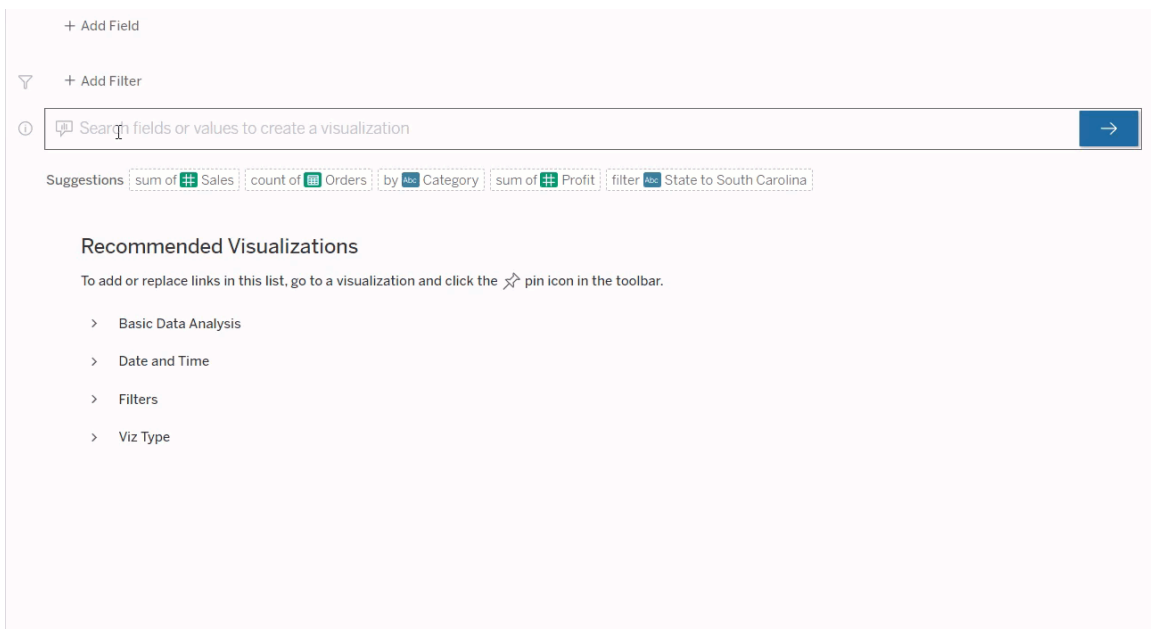 + Add Field
+ Add Filter
Search fields or values to create a visualization
Suggestions sum of Sales count of Orders by Abc Category sum of Profit filter Abc State to South Carolina
Recommended Visualizations
To add or replace links in this list, go to a visualization and click the pin icon in the toolbar.
> Basic Data Analysis
> Date and Time
> Filters
> Viz Type